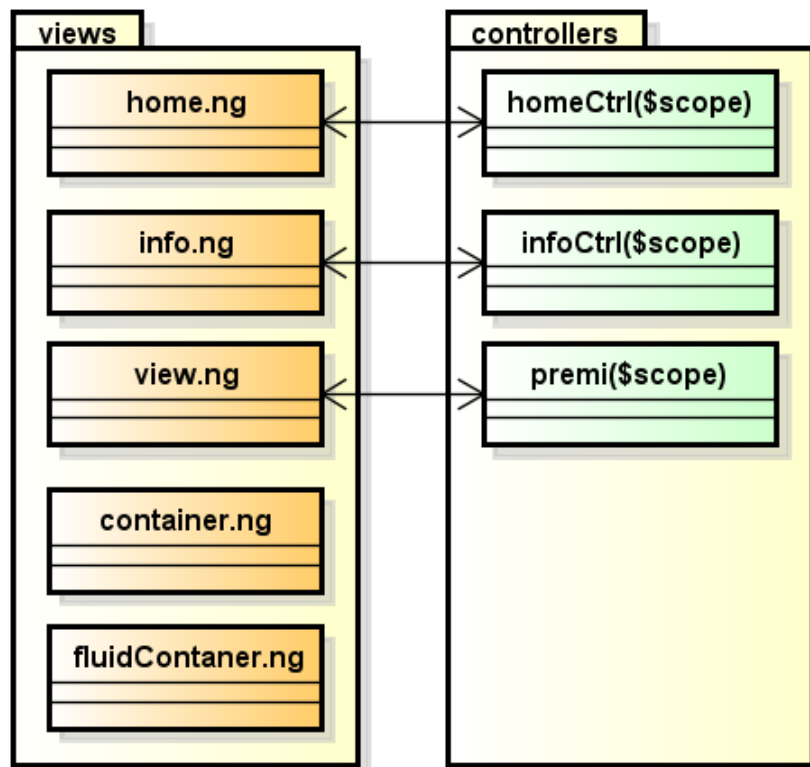 views
controllers
home.ng
homeCtrl($scope)
info.ng
infoCtrl($scope)
view.ng
premi($scope)
container.ng
fluidContaner.ng